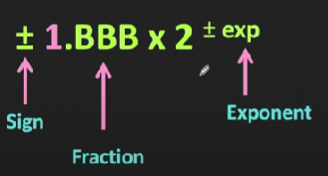 ± 1.BBB x 2 ± exp
Sign
Exponent
Fraction